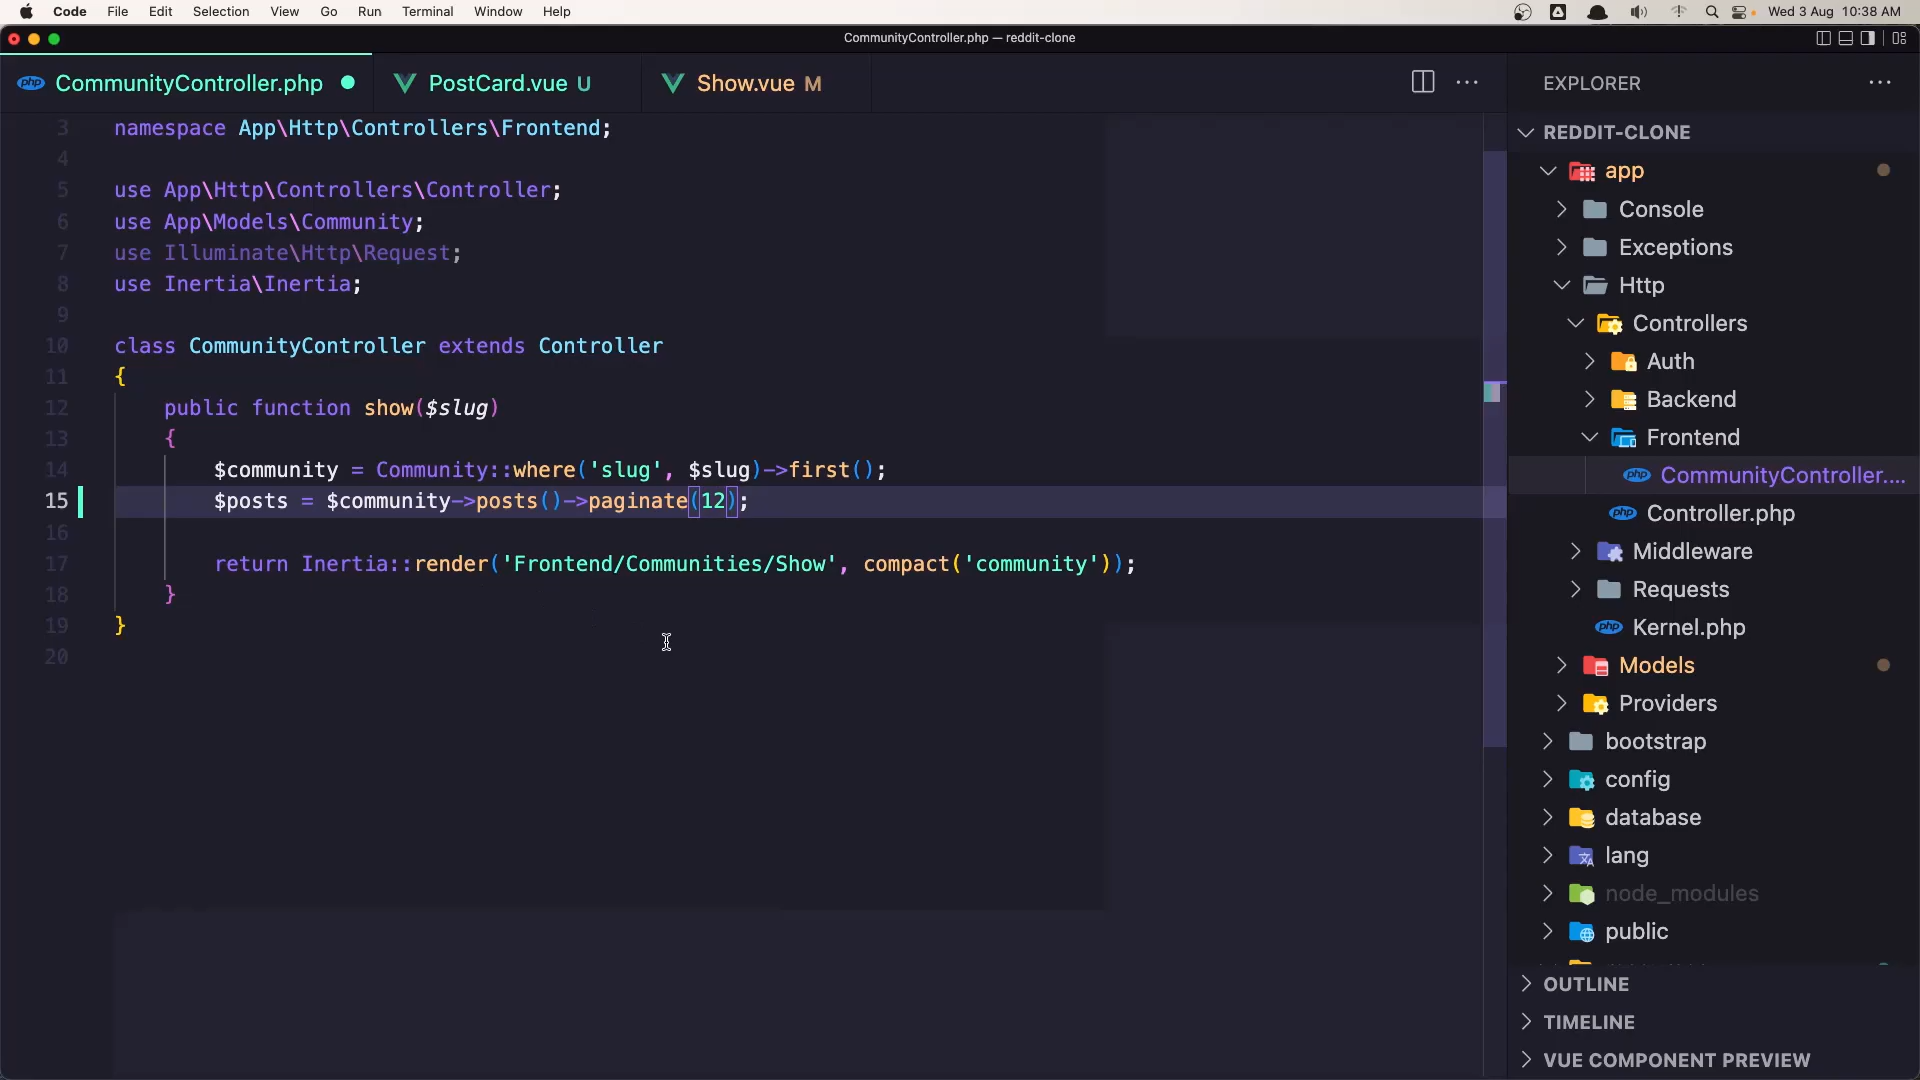 Code File Edit Selection View Go Run Terminal Window Help Wed 3 Aug 10:38 AM
CommunityController.php — reddit-clone
CommunityController.php PostCard.vue U Show.vue M
3 namespace App\Http\Controllers\Frontend;
4
5 use App\Http\Controllers\Controller;
6 use App\Models\Community;
7 use Illuminate\Http\Request;
8 use Inertia\Inertia;
9
10 class CommunityController extends Controller
11 {
12 public function show($slug)
13 {
14 $community = Community::where('slug', $slug)->first();
15 $posts = $community->posts()->paginate(12);
16
17 return Inertia::render('Frontend/Communities/Show', compact('community'));
18 }
19 }
20
EXPLORER
REDDIT-CLONE
app
Console
Exceptions
Http
Controllers
Auth
Backend
Frontend
php CommunityController....
php Controller.php
Middleware
Requests
php Kernel.php
Models
Providers
bootstrap
config
database
lang
node_modules
public
OUTLINE
TIMELINE
VUE COMPONENT PREVIEW